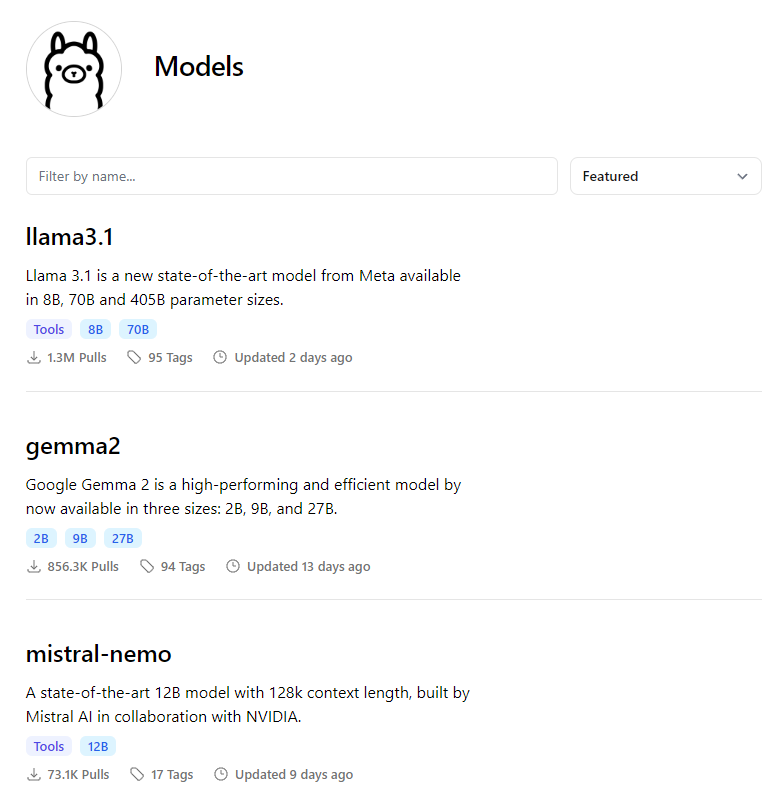 Models
Filter by name...
Featured
llama3.1
Llama 3.1 is a new state-of-the-art model from Meta available
in 8B, 70B and 405B parameter sizes.
Tools 8B 70B
1.3M Pulls 95 Tags Updated 2 days ago
gemma2
Google Gemma 2 is a high-performing and efficient model by
now available in three sizes: 2B, 9B, and 27B.
2B 9B 27B
856.3K Pulls 94 Tags Updated 13 days ago
mistral-nemo
A state-of-the-art 12B model with 128k context length, built by
Mistral AI in collaboration with NVIDIA.
Tools 12B
73.1K Pulls 17 Tags Updated 9 days ago